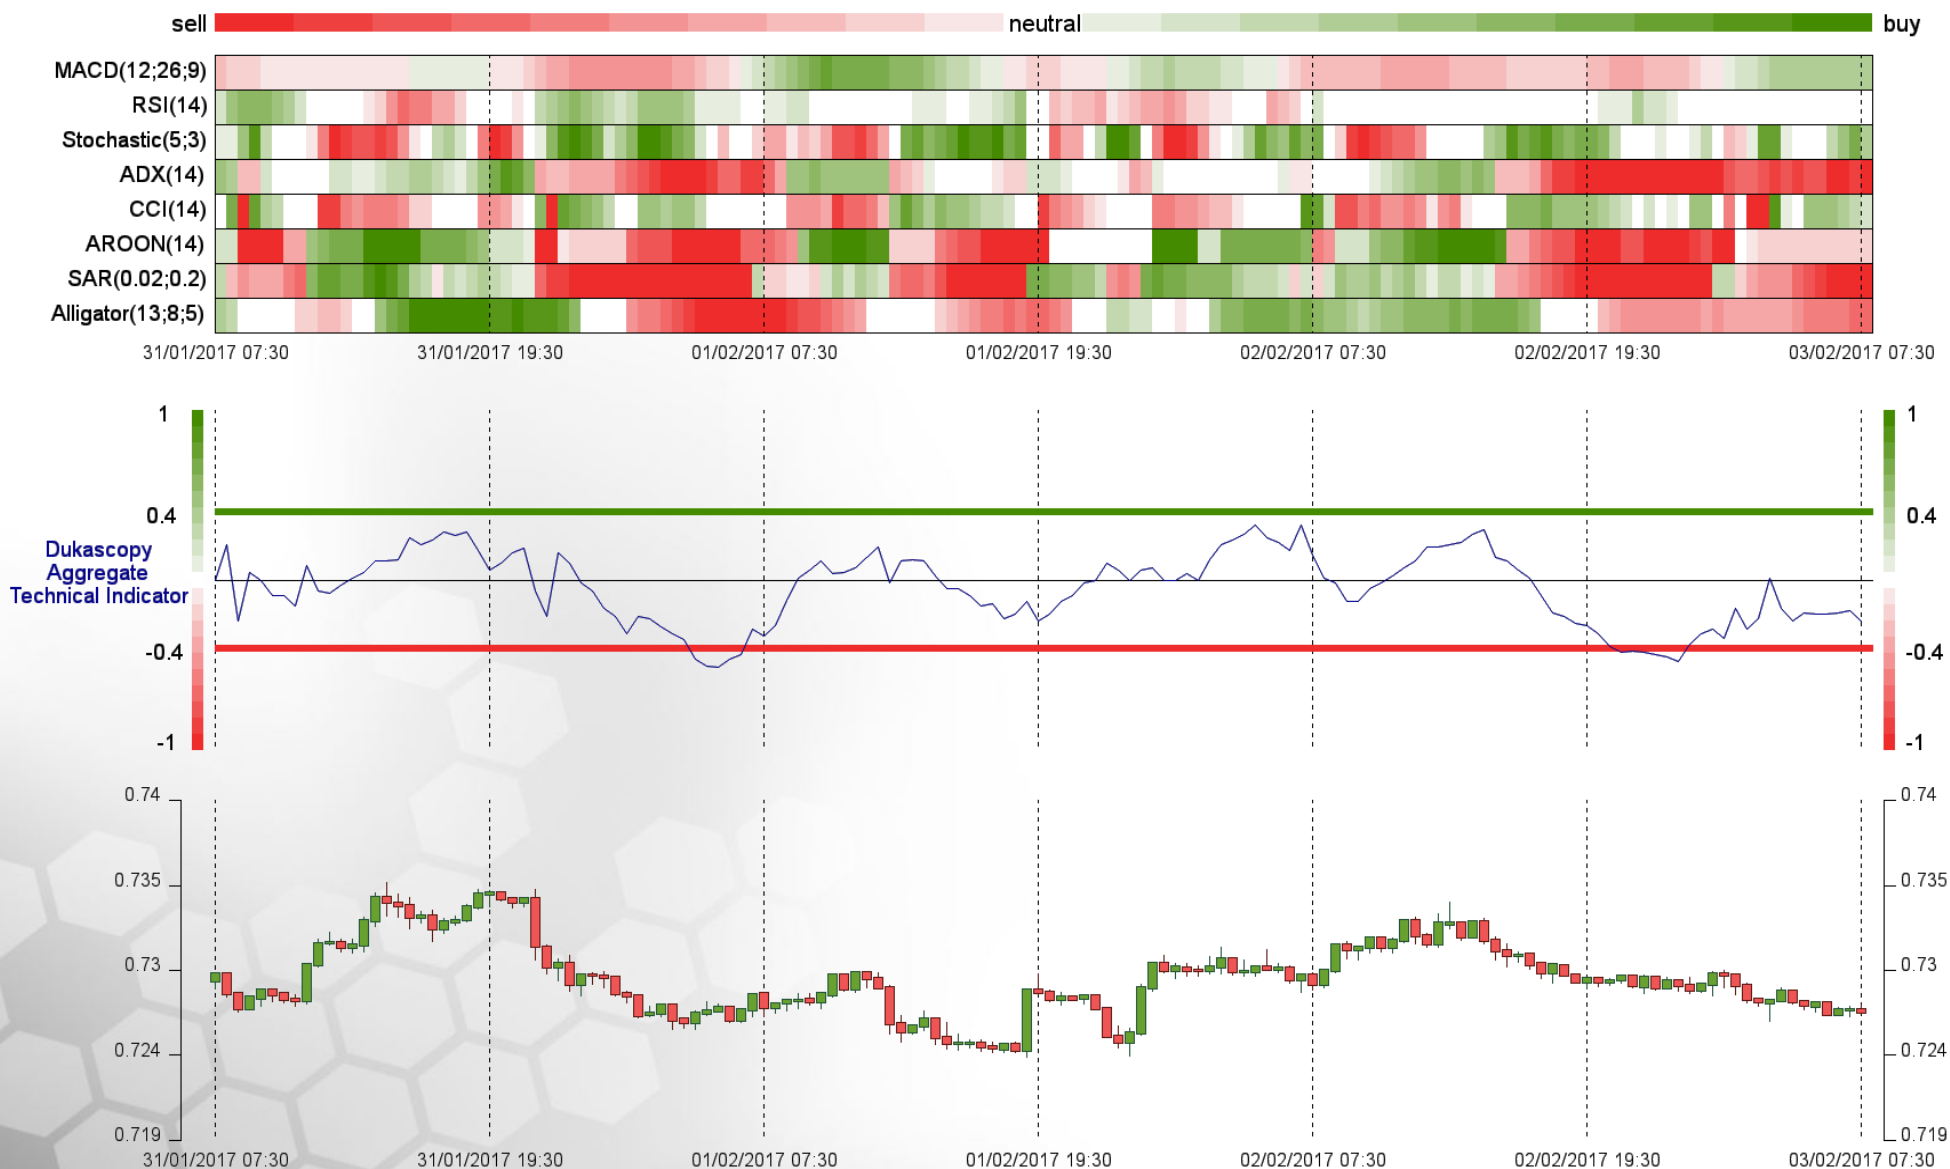 sell neutral buy
MACD(12;26;9)
RSI(14)
Stochastic(5;3)
ADX(14)
CCI(14)
AROON(14)
SAR(0.02;0.2)
Alligator(13;8;5)
31/01/2017 07:30 31/01/2017 19:30 01/02/2017 07:30 01/02/2017 19:30 02/02/2017 07:30 02/02/2017 19:30 03/02/2017 07:30
1 1
0.4 0.4
Dukascopy
Aggregate
Technical Indicator
-0.4 -0.4
-1 -1
0.74 0.74
0.735 0.735
0.73 0.73
0.724 0.724
0.719 0.719
31/01/2017 07:30 31/01/2017 19:30 01/02/2017 07:30 01/02/2017 19:30 02/02/2017 07:30 02/02/2017 19:30 03/02/2017 07:30